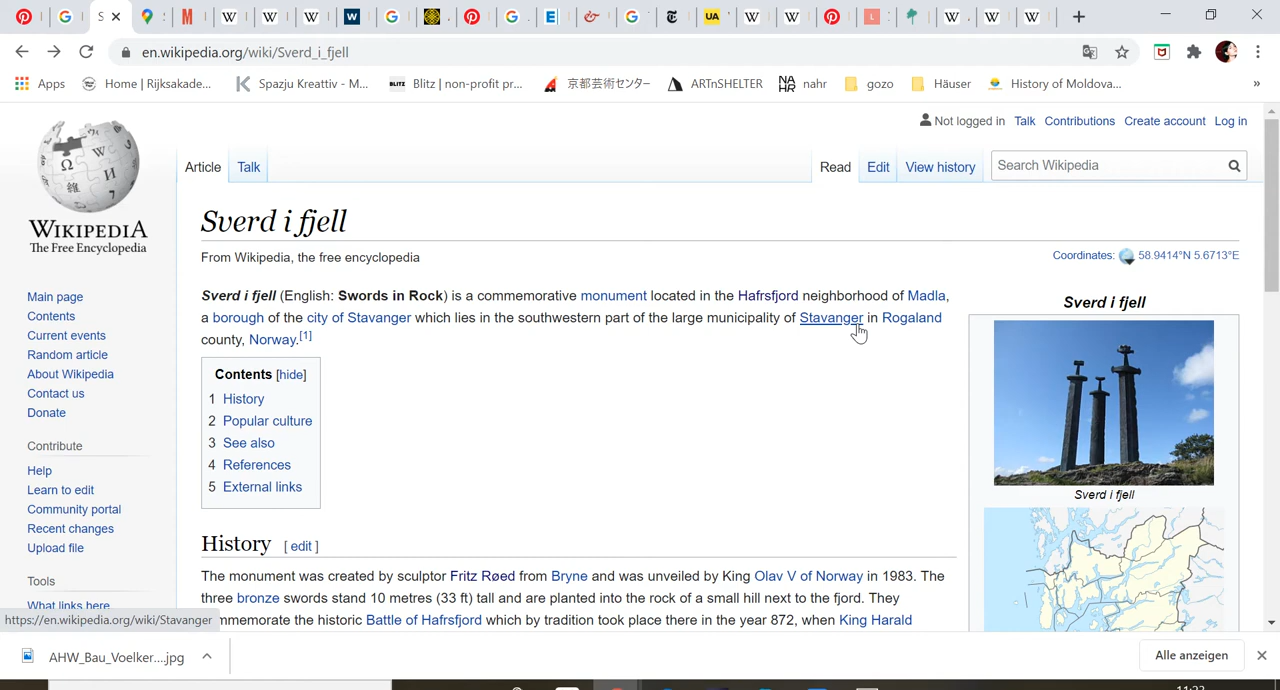 S
M
W
W
W
W
UA
W
W
L
W
W
W
en.wikipedia.org/wiki/Sverd_i_fjell
Apps
Home | Rijksakade...
Spazju Kreattiv - M...
BLITZ
Blitz | non-profit pr...
京都芸術センター
ARTnSHELTER
NA HR
nahr
gozo
Häuser
History of Moldova...
»
Not logged in Talk Contributions Create account Log in
Article Talk
Read Edit View history
Search Wikipedia
WIKIPEDIA
The Free Encyclopedia
Main page
Contents
Current events
Random article
About Wikipedia
Contact us
Donate
Contribute
Help
Learn to edit
Community portal
Recent changes
Upload file
Tools
What links here
Sverd i fjell
From Wikipedia, the free encyclopedia
Coordinates: 58.9414°N 5.6713°E
Sverd i fjell (English: Swords in Rock) is a commemorative monument located in the Hafrsfjord neighborhood of Madla,
a borough of the city of Stavanger which lies in the southwestern part of the large municipality of Stavanger in Rogaland
county, Norway.[1]
Contents [hide]
1 History
2 Popular culture
3 See also
4 References
5 External links
Sverd i fjell
Sverd i fjell
History [ edit ]
The monument was created by sculptor Fritz Røed from Bryne and was unveiled by King Olav V of Norway in 1983. The
three bronze swords stand 10 metres (33 ft) tall and are planted into the rock of a small hill next to the fjord. They
mmemorate the historic Battle of Hafrsfjord which by tradition took place there in the year 872, when King Harald
https://en.wikipedia.org/wiki/Stavanger
AHW_Bau_Voelker....jpg
Alle anzeigen